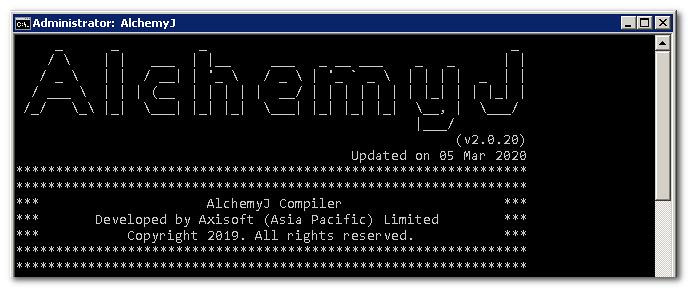 Administrator: AlchemyJ
AlchemyJ
(v2.0.20)
Updated on 05 Mar 2020
****************************************************************
****************************************************************
*** AlchemyJ Compiler ***
*** Developed by Axisoft (Asia Pacific) Limited ***
*** Copyright 2019. All rights reserved. ***
****************************************************************
****************************************************************